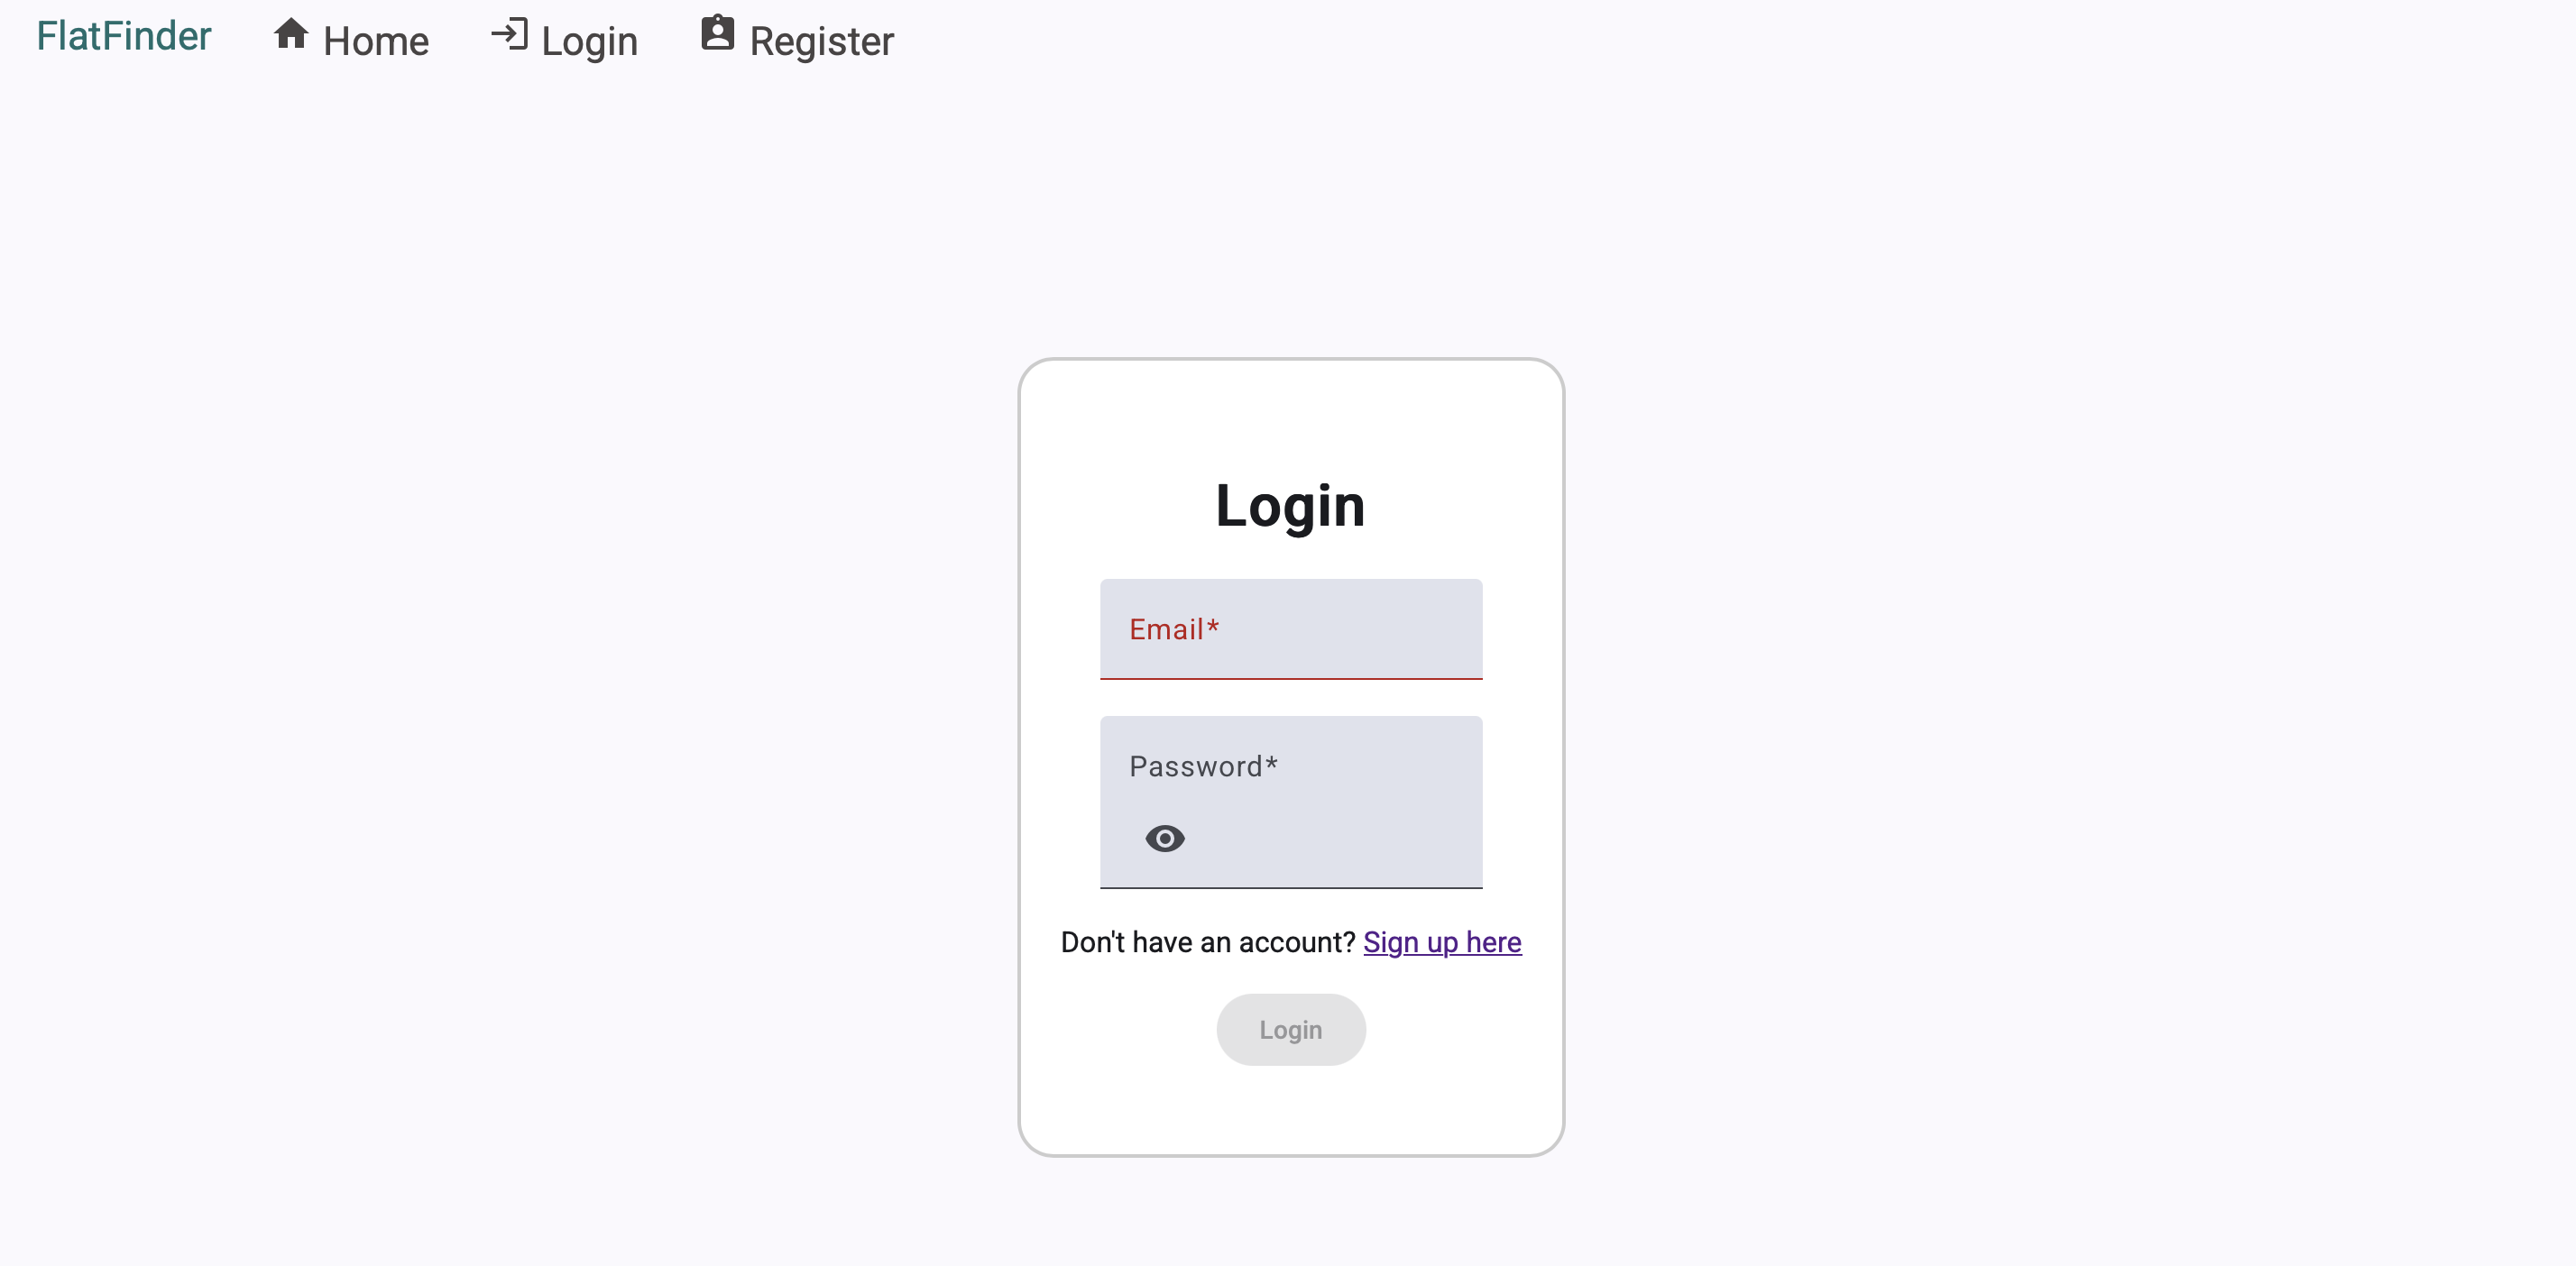 FlatFinder Home Login Register
Login
Email*
Password*
Don't have an account? Sign up here
Login